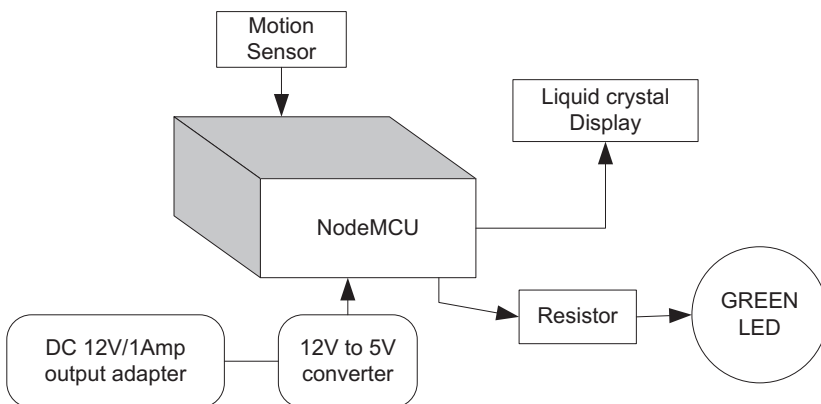 Motion
Sensor
Liquid crystal
Display
NodeMCU
Resistor
GREEN
LED
DC 12V/1Amp
output adapter
12V to 5V
converter